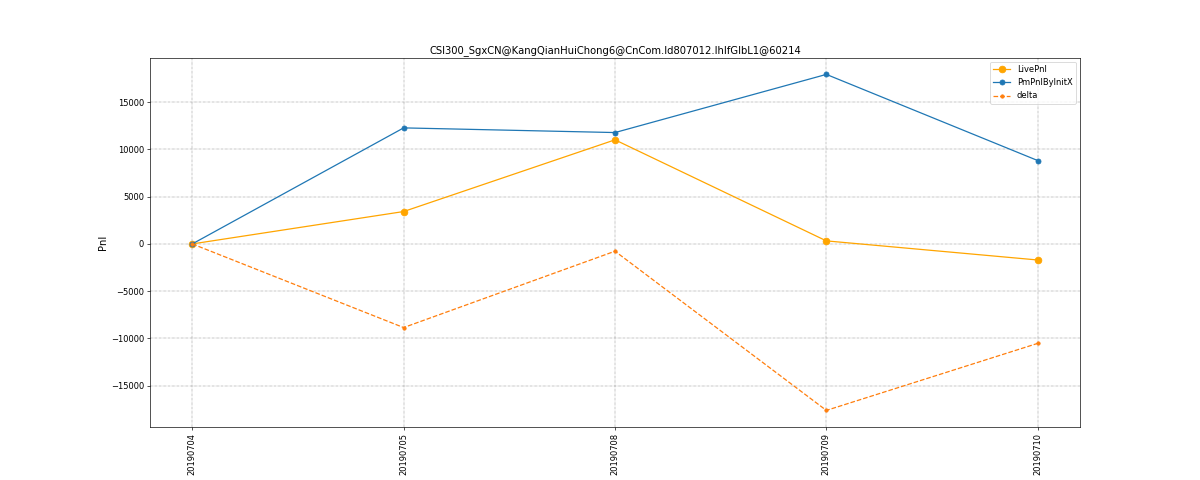 CSI300_SgxCN@KangQianHuiChong6@CnCom.Id807012.IhIfGlbL1@60214
LivePnl
PmPnlByInitX
delta
15000
10000
5000
0
−5000
−10000
−15000
Pnl
20190704
20190705
20190708
20190709
20190710